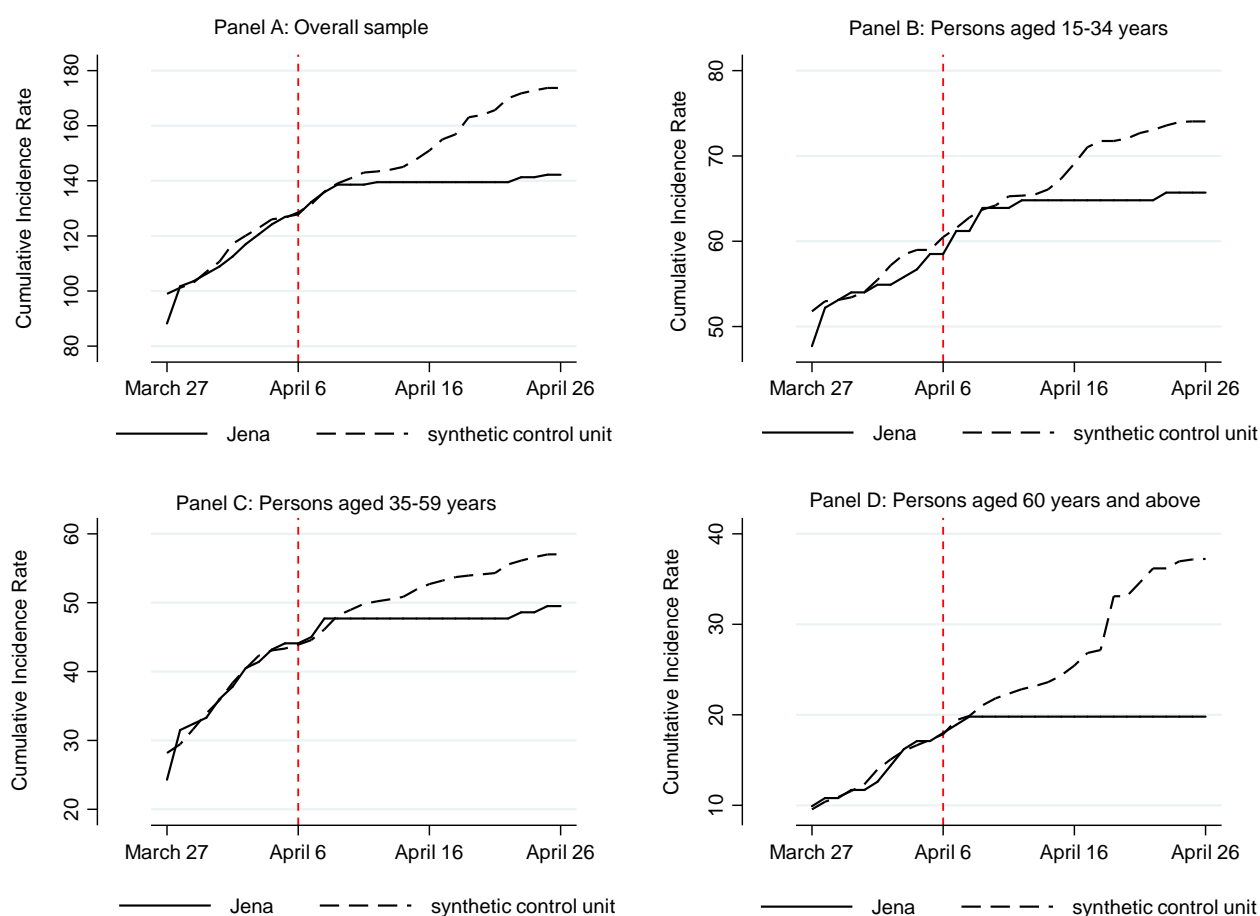 Panel A: Overall sample
Cumulative Incidence Rate
180
160
140
120
100
80
March 27 April 6 April 16 April 26
Jena synthetic control unit
Panel B: Persons aged 15-34 years
Cumulative Incidence Rate
80
70
60
50
March 27 April 6 April 16 April 26
Jena synthetic control unit
Panel C: Persons aged 35-59 years
Cumulative Incidence Rate
60
50
40
30
20
March 27 April 6 April 16 April 26
Jena synthetic control unit
Panel D: Persons aged 60 years and above
Cumultative Incidence Rate
40
30
20
10
March 27 April 6 April 16 April 26
Jena synthetic control unit